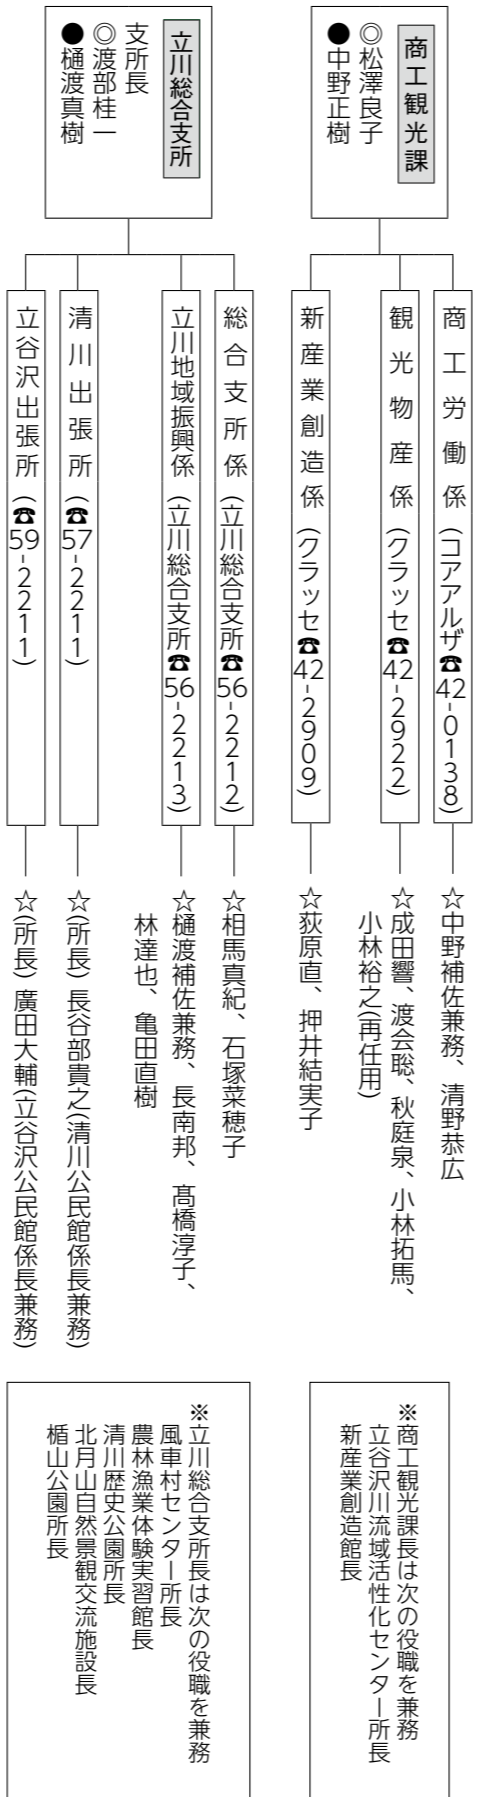 商工観光課
◎松澤良子
●中野正樹
商工労働係(コアアルザ☎42-0138)
☆中野補佐兼務、清野恭広
観光物産係(クラッセ☎42-2922)
☆成田響、渡会聡、秋庭泉、小林拓馬、
小林裕之(再任用)
新産業創造係(クラッセ☎42-2909)
☆荻原直、押井結実子
※商工観光課長は次の役職を兼務
立谷沢川流域活性化センター所長
新産業創造館長
立川総合支所
支所長
◎渡部桂一
●樋渡真樹
総合支所係(立川総合支所☎56-2212)
☆相馬真紀、石塚菜穂子
立川地域振興係(立川総合支所☎56-2213)
☆樋渡補佐兼務、長南邦、髙橋淳子、
林達也、亀田直樹
清川出張所(☎57-2211)
☆(所長)長谷部貴之(清川公民館係長兼務)
立谷沢出張所(☎59-2211)
☆(所長)廣田大輔(立谷沢公民館係長兼務)
※立川総合支所長は次の役職を兼務
風車村センター所長
農林漁業体験実習館長
清川歴史公園所長
北月山自然景観交流施設長
楯山公園所長